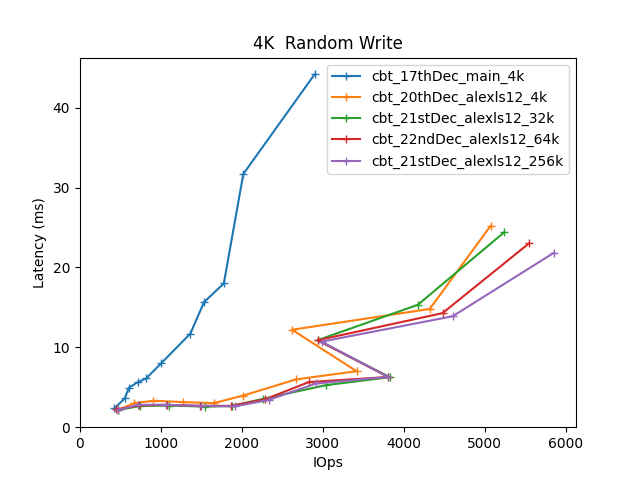 4K  Random Write
cbt_17thDec_main_4k
cbt_20thDec_alexls12_4k
cbt_21stDec_alexls12_32k
cbt_22ndDec_alexls12_64k
cbt_21stDec_alexls12_256k
Latency (ms)
40
30
20
10
0
0 1000 2000 3000 4000 5000 6000
IOps